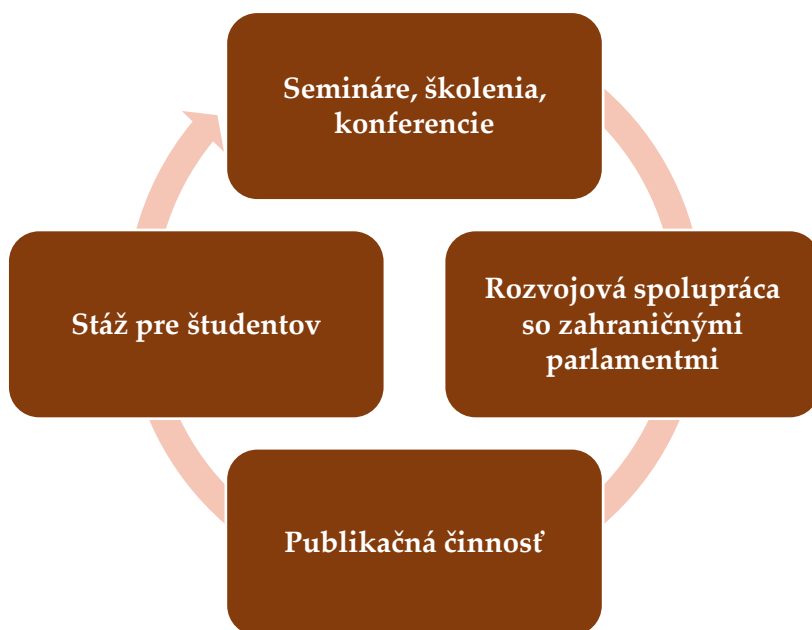 Semináre, školenia,
konferencie
Rozvojová spolupráca
so zahraničnými
parlamentmi
Publikačná činnosť
Stáž pre študentov